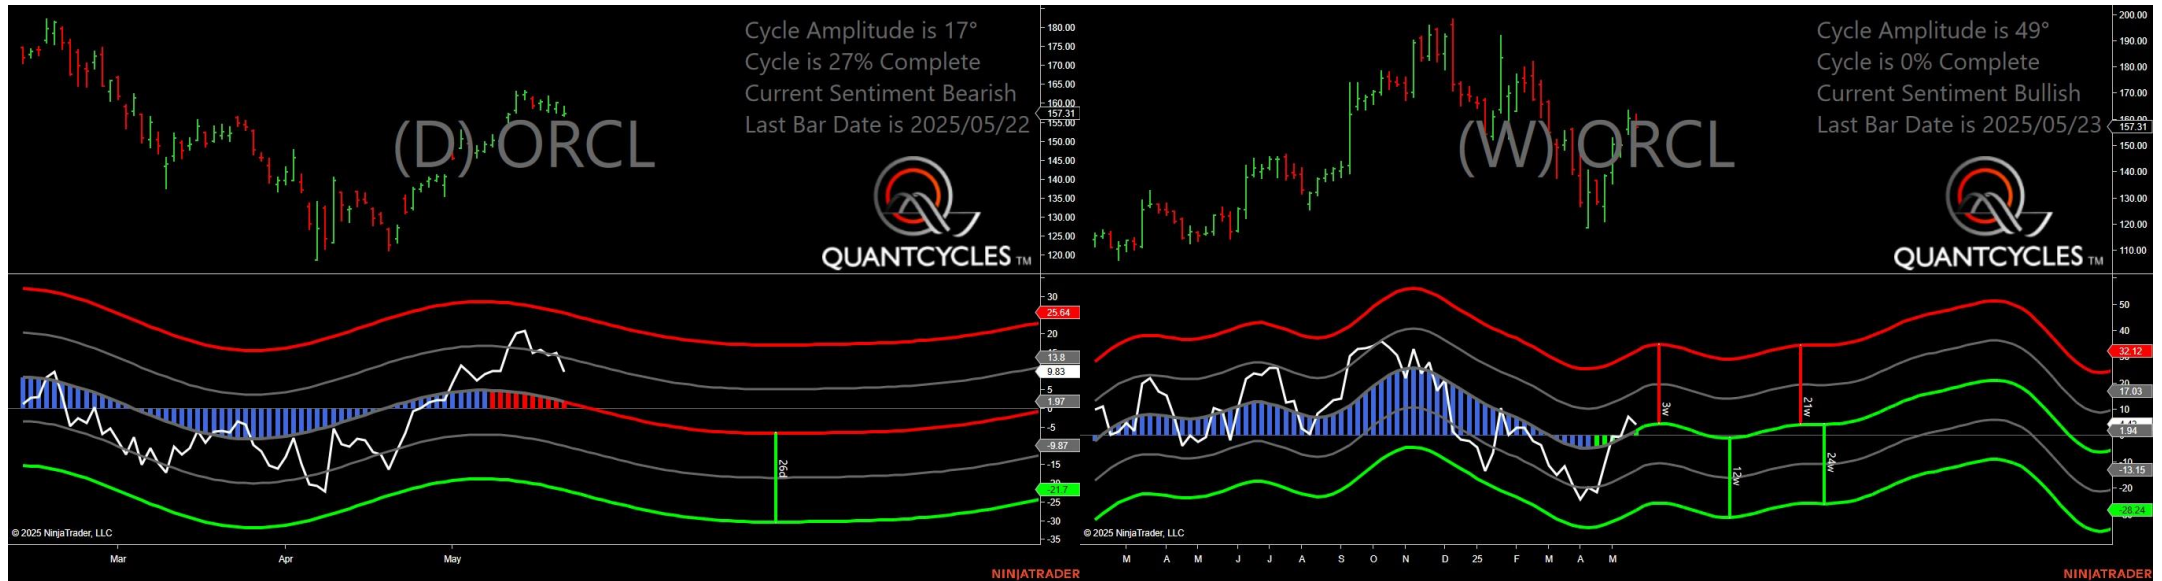 Cycle Amplitude is 17°
Cycle is 27% Complete
Current Sentiment Bearish
Last Bar Date is 2025/05/22
(D) ORCL
QUANTCYCLES TM
180.00
175.00
170.00
165.00
160.00
157.31
155.00
150.00
145.00
140.00
135.00
130.00
125.00
120.00
30
25.64
20
13.8
9.83
5
1.97
0
-5
-9.87
-15
-21.7
-25
-30
-35
26d
© 2025 NinjaTrader, LLC
Mar
Apr
May
NINJATRADER
Cycle Amplitude is 49°
Cycle is 0% Complete
Current Sentiment Bullish
Last Bar Date is 2025/05/23
(W) ORCL
QUANTCYCLES TM
200.00
190.00
180.00
170.00
160.00
157.31
150.00
140.00
130.00
120.00
110.00
50
40
32.12
20
17.03
10
1.94
-10
-13.15
-20
-28.24
3w
12w
21w
24w
© 2025 NinjaTrader, LLC
M A M J J A S O N D 25 F M A M
NINJATRADER